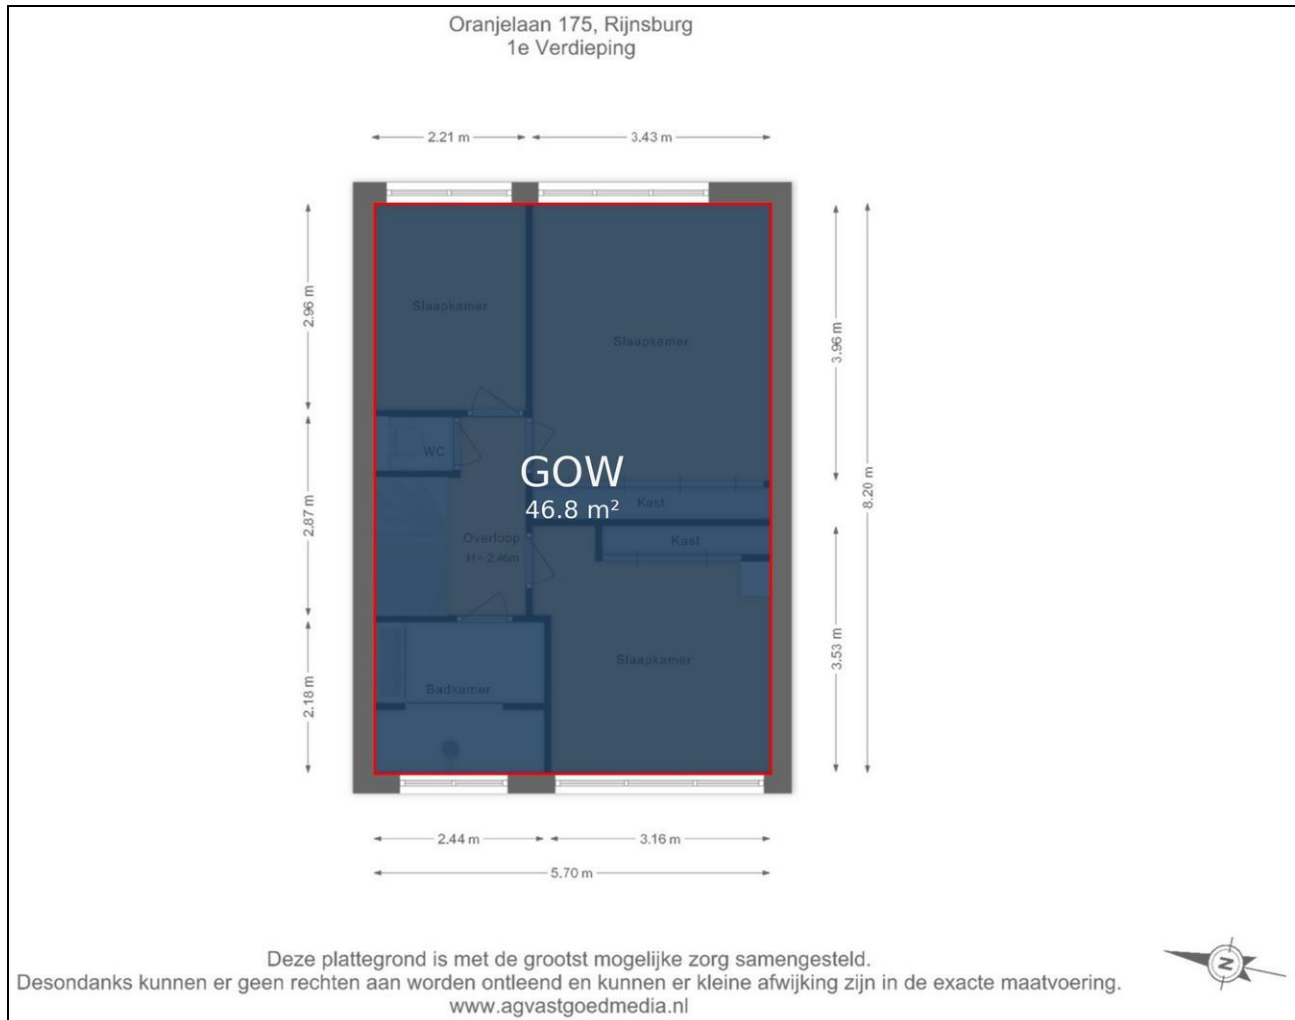 Oranjelaan 175, Rijnsburg
1e Verdieping
2.21 m
3.43 m
2.96 m
3.96 m
Slaapkamer
Slaapkamer
WC
GOW
46.8 m²
Kast
8.20 m
2.87 m
Overloop
H= 2.46m
Kast
3.53 m
Slaapkamer
2.18 m
Badkamer
2.44 m
3.16 m
5.70 m
Deze plattegrond is met de grootst mogelijke zorg samengesteld.
Desondanks kunnen er geen rechten aan worden ontleend en kunnen er kleine afwijking zijn in de exacte maatvoering.
www.agvastgoedmedia.nl
N